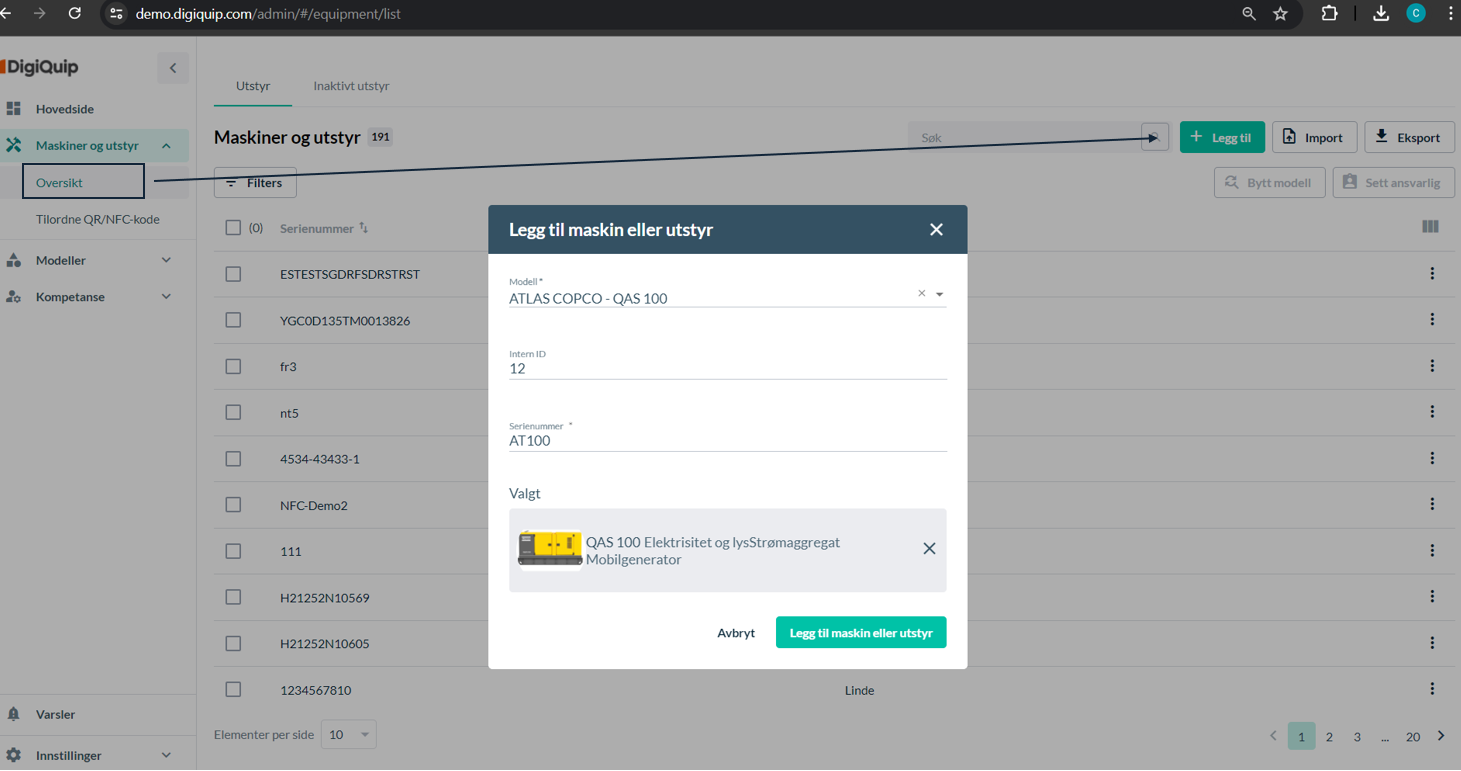 demo.digiquip.com/admin/#/equipment/list
C
DigiQuip
Hovedside
Maskiner og utstyr
Oversikt
Tilordne QR/NFC-kode
Modeller
Kompetanse
Varsler
Innstillinger
Utstyr
Inaktivt utstyr
Maskiner og utstyr 191
Søk
+ Legg til
Import
Eksport
Filters
Bytt modell
Sett ansvarlig
(0) Serienummer
ESTESTSGDRFSDRSTRST
YGC0D135TM0013826
fr3
nt5
4534-43433-1
NFC-Demo2
111
H21252N10569
H21252N10605
1234567810 Linde
Elementer per side 10
1 2 3 ... 20
Legg til maskin eller utstyr
Modell *
ATLAS COPCO - QAS 100
Intern ID
12
Serienummer *
AT100
Valgt
QAS 100 Elektrisitet og lysStrømaggregat
Mobilgenerator
Avbryt
Legg til maskin eller utstyr